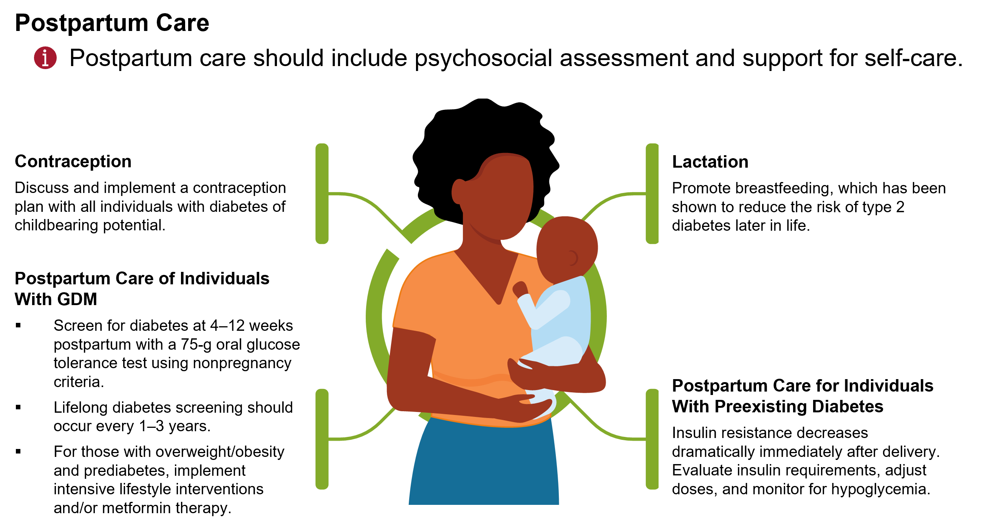 Postpartum Care
i Postpartum care should include psychosocial assessment and support for self-care.
Contraception
Discuss and implement a contraception
plan with all individuals with diabetes of
childbearing potential.
Postpartum Care of Individuals
With GDM
▪ Screen for diabetes at 4–12 weeks
postpartum with a 75-g oral glucose
tolerance test using nonpregnancy
criteria.
▪ Lifelong diabetes screening should
occur every 1–3 years.
▪ For those with overweight/obesity
and prediabetes, implement
intensive lifestyle interventions
and/or metformin therapy.
Lactation
Promote breastfeeding, which has been
shown to reduce the risk of type 2
diabetes later in life.
Postpartum Care for Individuals
With Preexisting Diabetes
Insulin resistance decreases
dramatically immediately after delivery.
Evaluate insulin requirements, adjust
doses, and monitor for hypoglycemia.